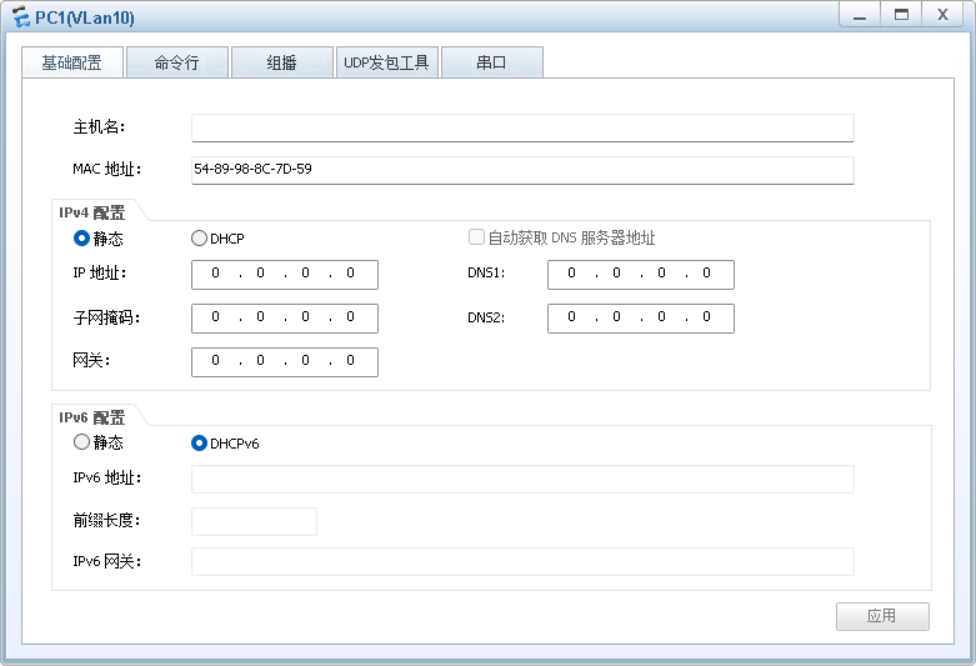 PC1(VLan10)
基础配置 命令行 组播 UDP发包工具 串口
主机名:
MAC 地址: 54-89-98-8C-7D-59
IPv4 配置
静态 DHCP 自动获取 DNS 服务器地址
IP 地址: 0 . 0 . 0 . 0 DNS1: 0 . 0 . 0 . 0
子网掩码: 0 . 0 . 0 . 0 DNS2: 0 . 0 . 0 . 0
网关: 0 . 0 . 0 . 0
IPv6 配置
静态 DHCPv6
IPv6 地址:
前缀长度:
IPv6 网关:
应用